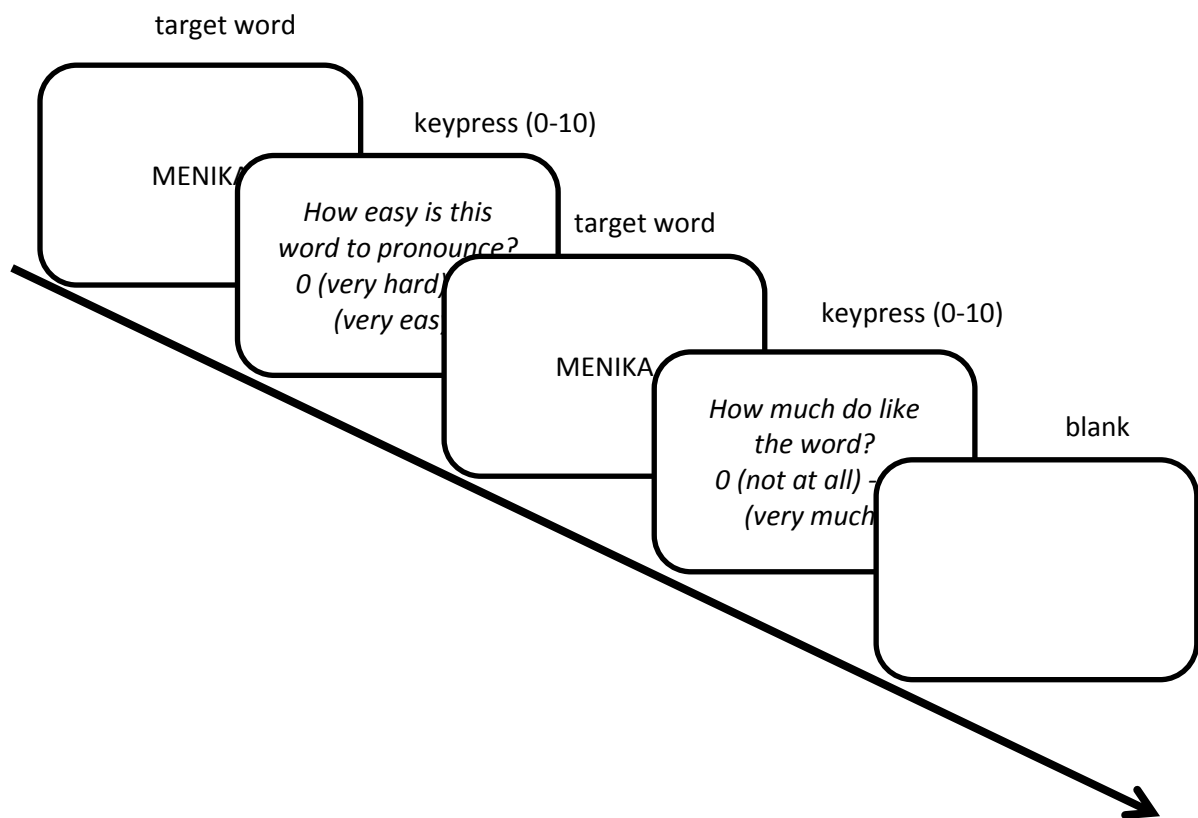 target word
MENIKA
keypress (0-10)
How easy is this
word to pronounce?
0 (very hard)
(very easy
target word
MENIKA
keypress (0-10)
How much do like
the word?
0 (not at all) -
(very much
blank